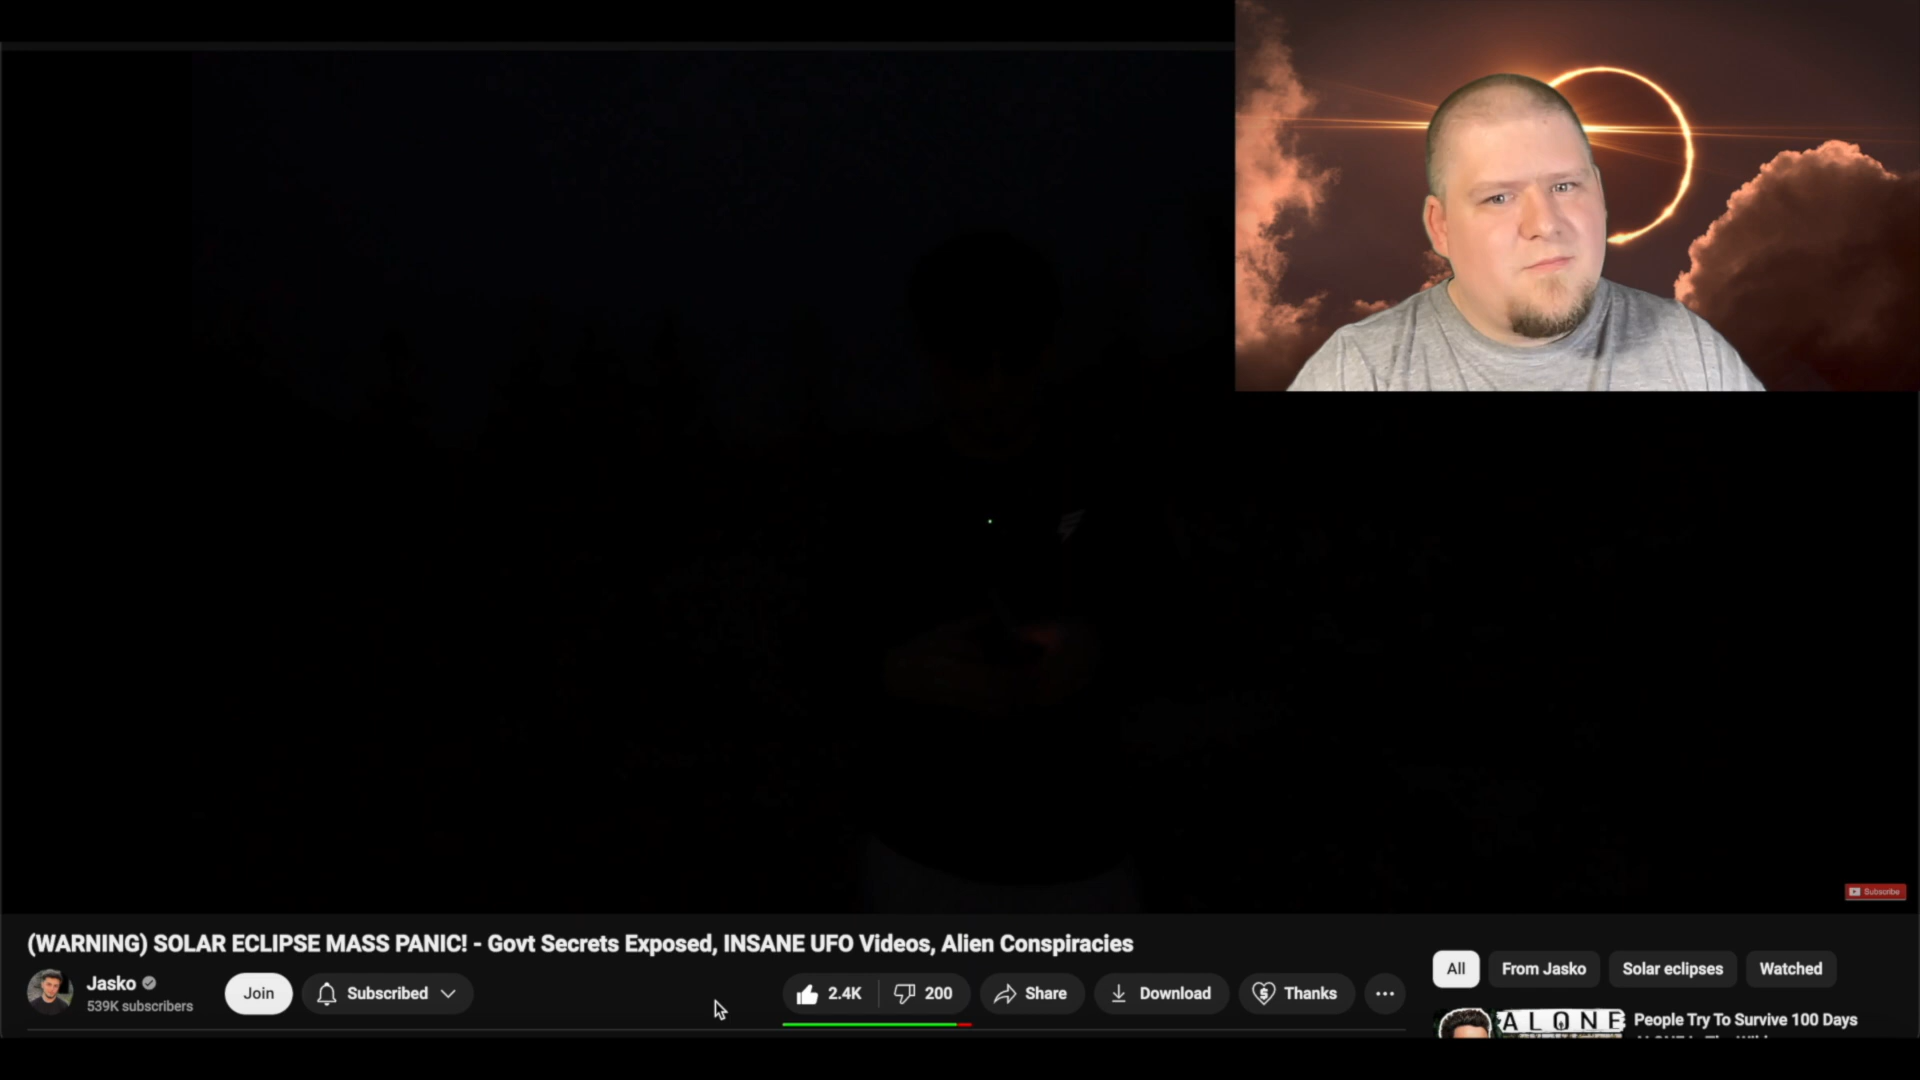 Subscribe
(WARNING) SOLAR ECLIPSE MASS PANIC! - Govt Secrets Exposed, INSANE UFO Videos, Alien Conspiracies
Jasko
539K subscribers
Join
Subscribed
2.4K
200
Share
Download
Thanks
All
From Jasko
Solar eclipses
Watched
ALONE
People Try To Survive 100 Days